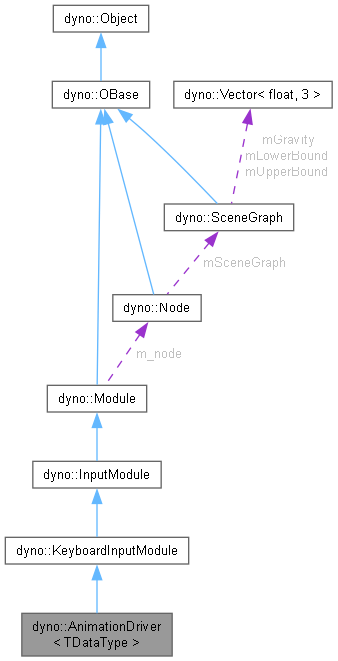 dyno::Object
dyno::OBase
dyno::Vector< float, 3 >
mGravity
mLowerBound
mUpperBound
dyno::SceneGraph
mSceneGraph
dyno::Node
m_node
dyno::Module
dyno::InputModule
dyno::KeyboardInputModule
dyno::AnimationDriver
< TDataType >